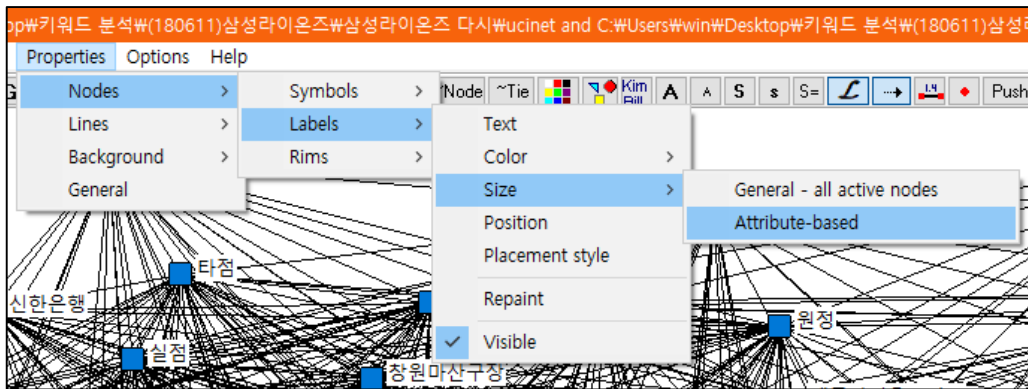 op₩키워드 분석₩(180611)삼성라이온즈₩삼성라이온즈 다시₩ucinet and C:₩Users₩win₩Desktop₩키워드 분석₩(180611)삼성
Properties Options Help
G Node ~Tie Kim Bill A A S s S= L 1.4 Push
Nodes
Lines
Background
General
Symbols
Labels
Rims
Text
Color
Size
Position
Placement style
Repaint
Visible
General - all active nodes
Attribute-based
타점
신한은행
원정
실점
창원마산구장